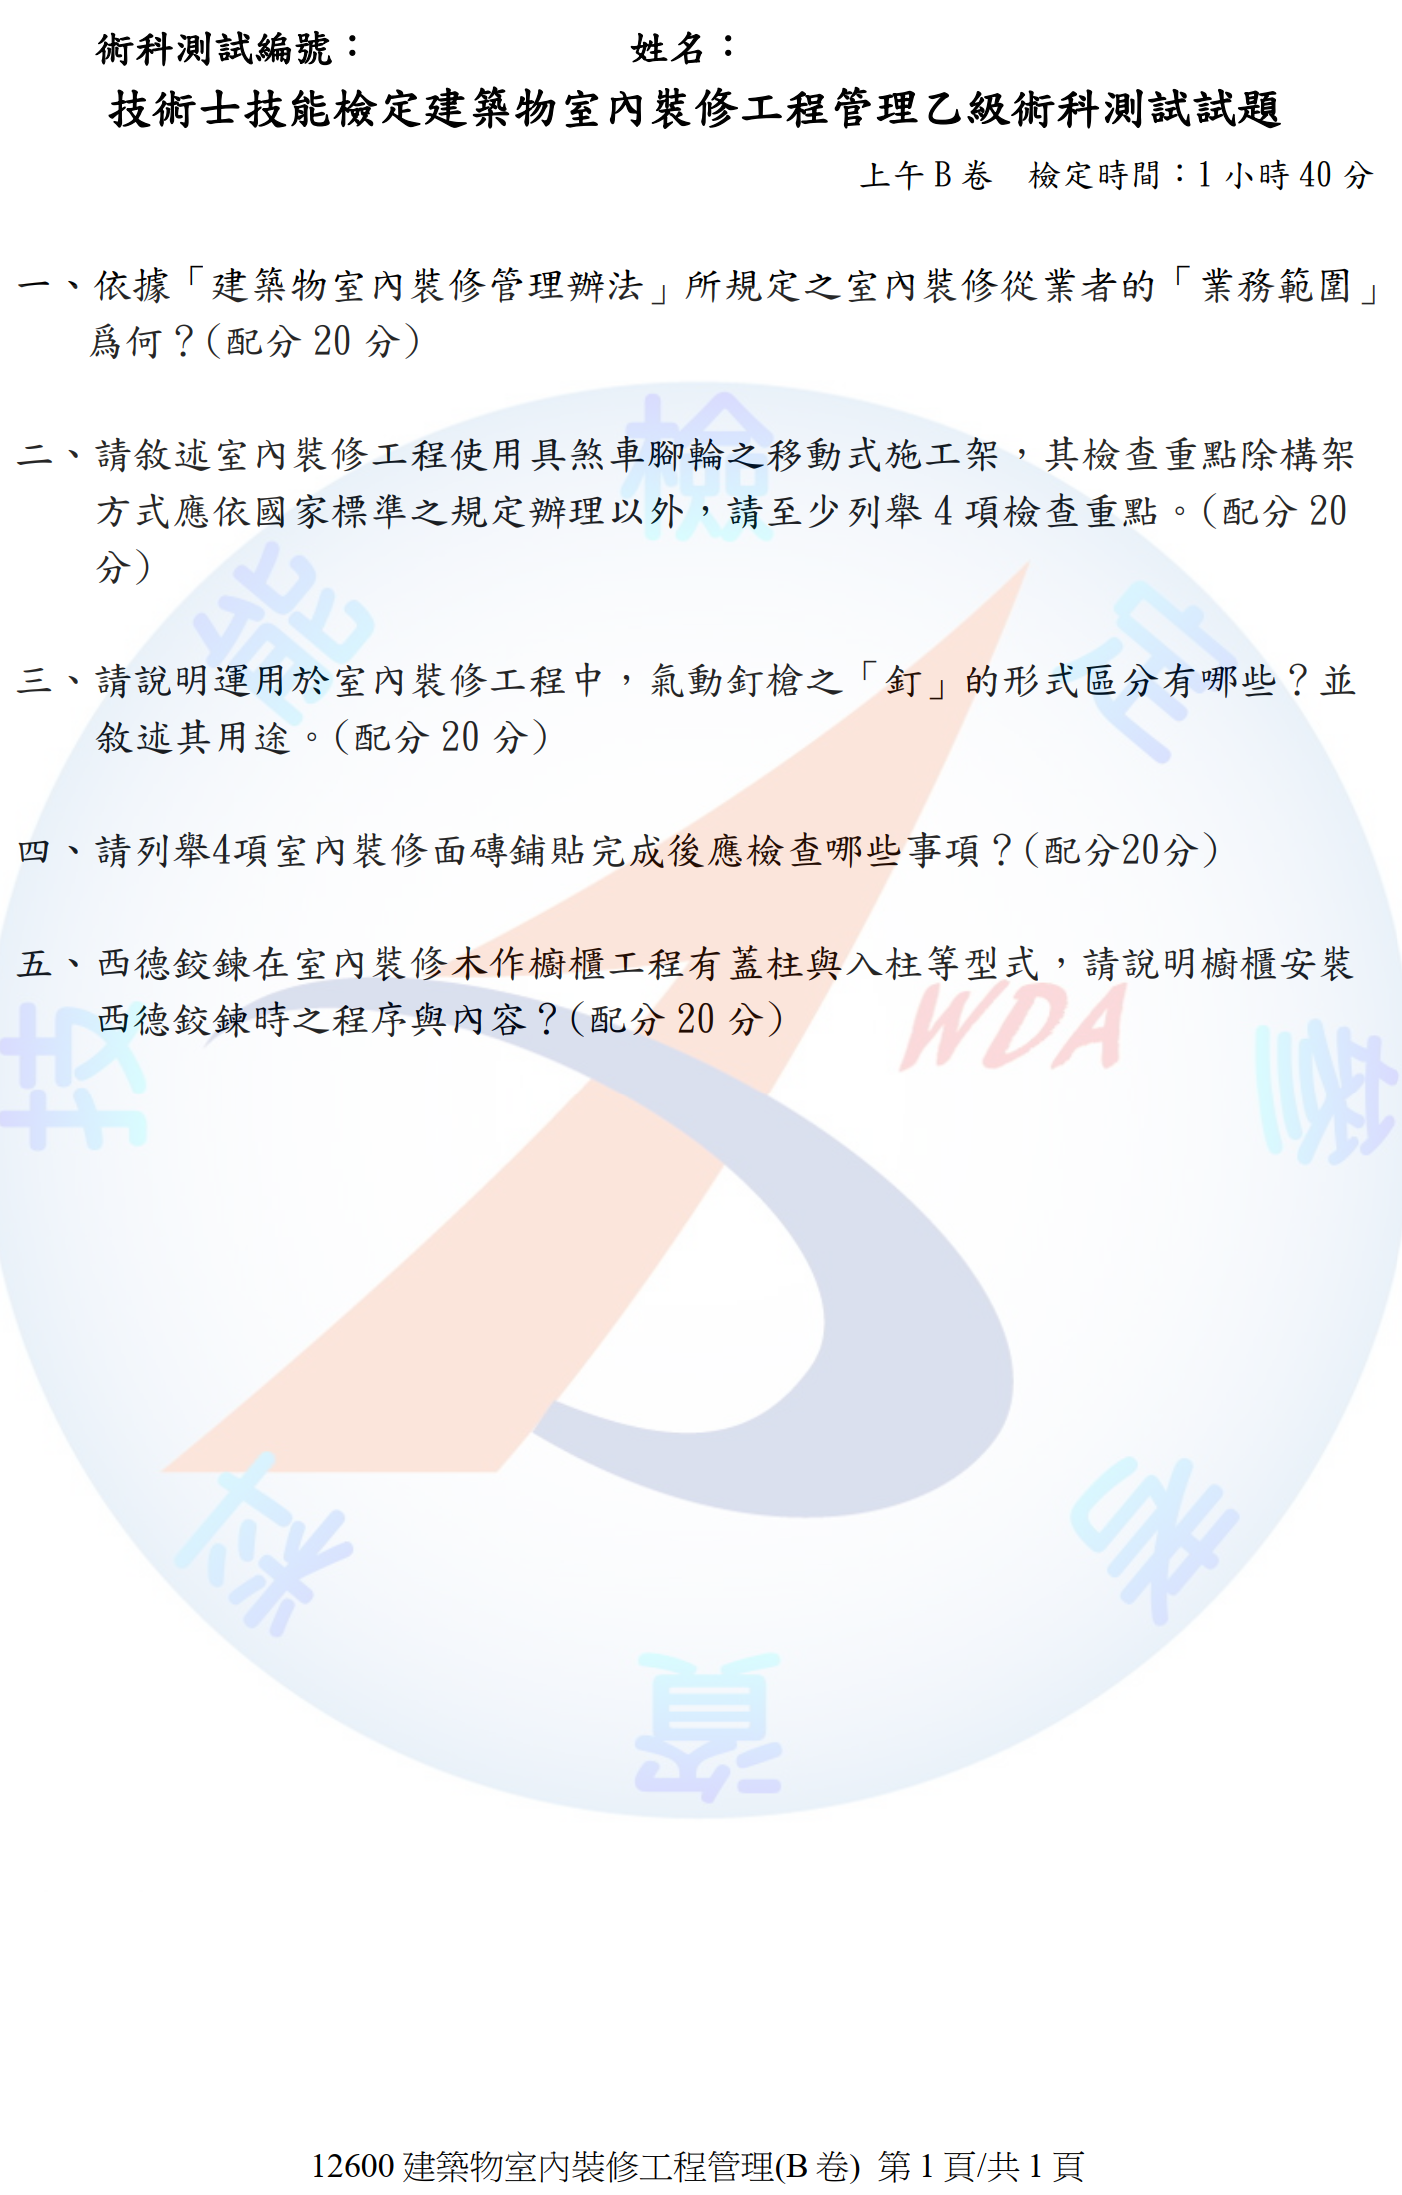 術科測試編號： 姓名：
技術士技能檢定建築物室內裝修工程管理乙級術科測試試題
上午 B 卷 檢定時間：1 小時 40 分
一、依據「建築物室內裝修管理辦法」所規定之室內裝修從業者的「業務範圍」
爲何？(配分 20 分)
二、請敘述室內裝修工程使用具煞車腳輪之移動式施工架，其檢查重點除構架
方式應依國家標準之規定辦理以外，請至少列舉 4 項檢查重點。(配分 20
分)
三、請說明運用於室內裝修工程中，氣動釘槍之「釘」的形式區分有哪些？並
敘述其用途。(配分 20 分)
四、請列舉4項室內裝修面磚鋪貼完成後應檢查哪些事項？(配分20分)
五、西德鉸鍊在室內裝修木作櫥櫃工程有蓋柱與入柱等型式，請說明櫥櫃安裝
西德鉸鍊時之程序與內容？(配分 20 分)
技能檢定
術科資考參
WDA
12600 建築物室內裝修工程管理(B 卷) 第 1 頁/共 1 頁